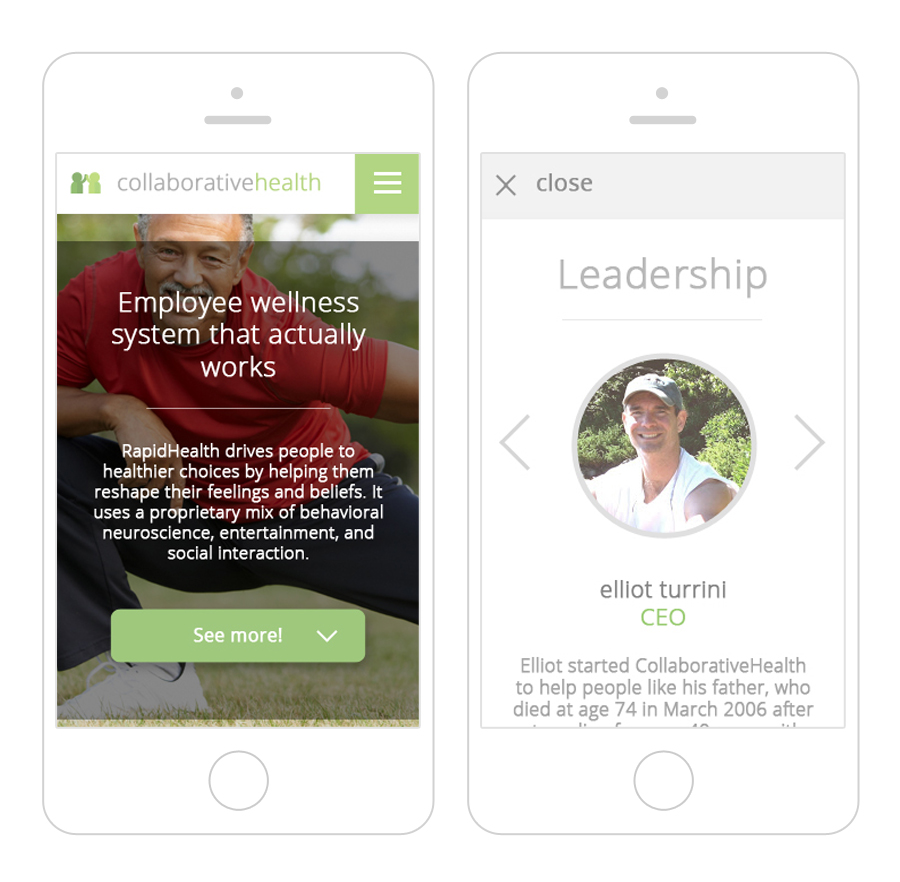 collaborativehealth
Employee wellness
system that actually
works
RapidHealth drives people to
healthier choices by helping them
reshape their feelings and beliefs. It
uses a proprietary mix of behavioral
neuroscience, entertainment, and
social interaction.
See more!
close
Leadership
elliot turrini
CEO
Elliot started CollaborativeHealth
to help people like his father, who
died at age 74 in March 2006 after